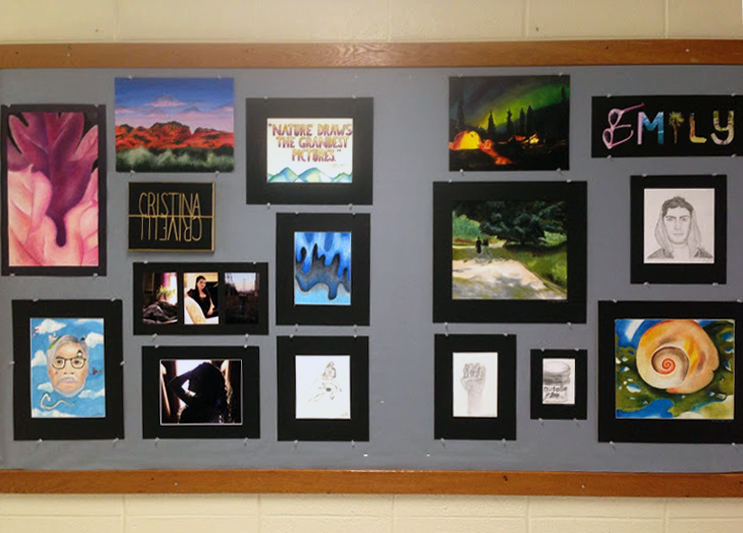 "NATURE DRAWS
THE GRANDEST
PICTURES."
CRISTINA
CRIVELLI
EMILY